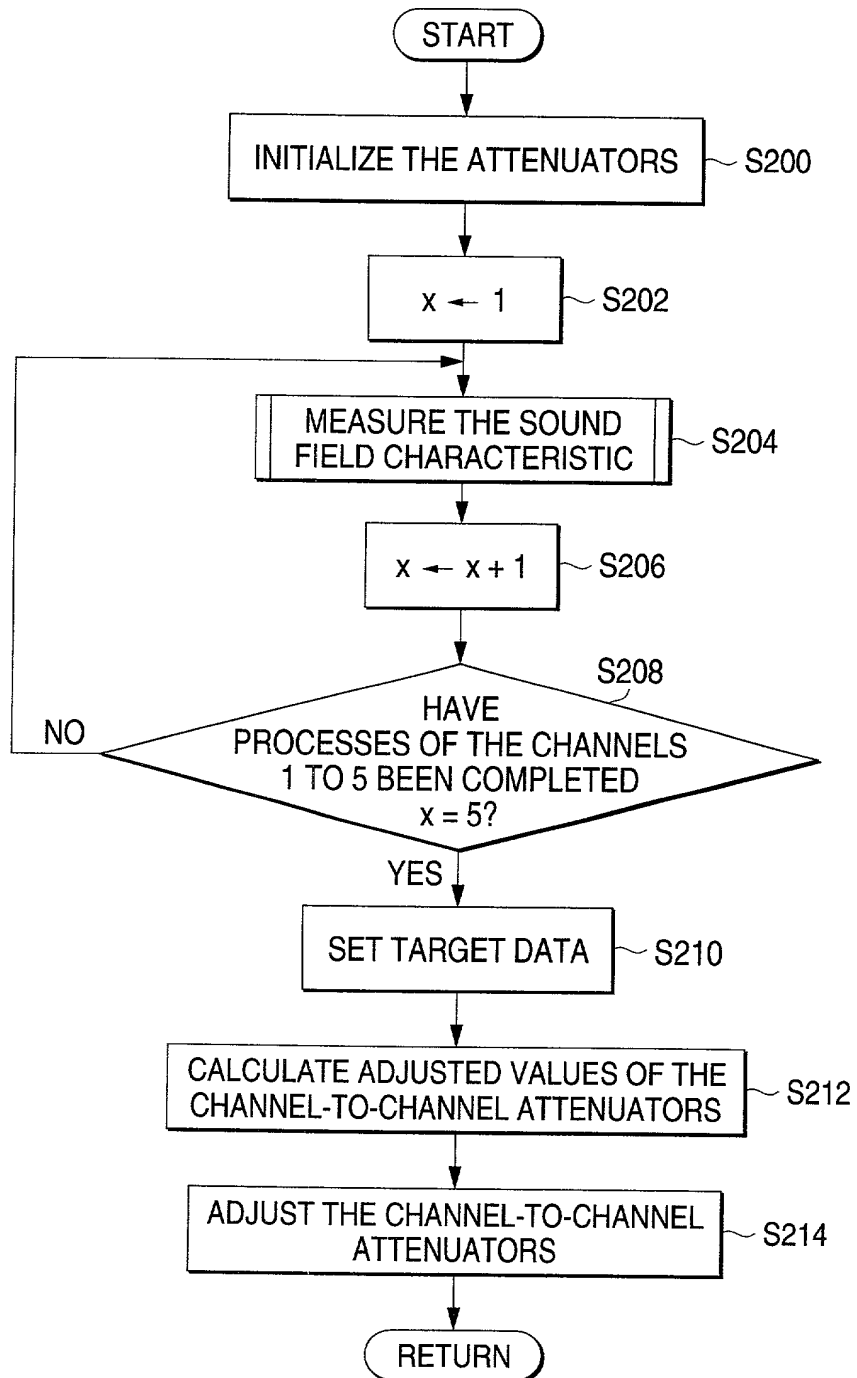 START
INITIALIZE THE ATTENUATORS
S200
x ← 1
S202
MEASURE THE SOUND
FIELD CHARACTERISTIC
S204
x ← x + 1
S206
S208
HAVE
PROCESSES OF THE CHANNELS
1 TO 5 BEEN COMPLETED
x = 5?
NO
YES
SET TARGET DATA
S210
CALCULATE ADJUSTED VALUES OF THE
CHANNEL-TO-CHANNEL ATTENUATORS
S212
ADJUST THE CHANNEL-TO-CHANNEL
ATTENUATORS
S214
RETURN